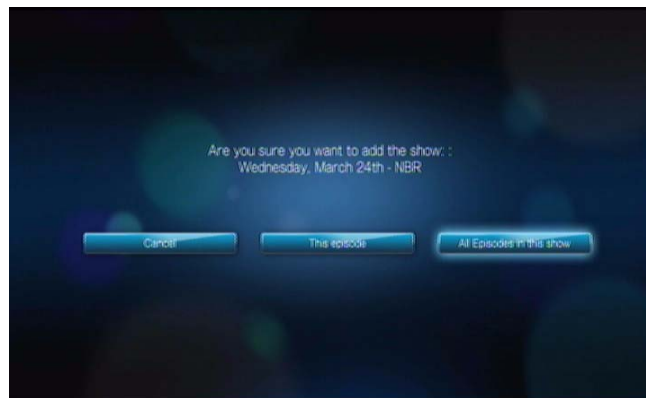 Are you sure you want to add the show: :
Wednesday, March 24th - NBR
Cancel
This episode
All Episodes in this show